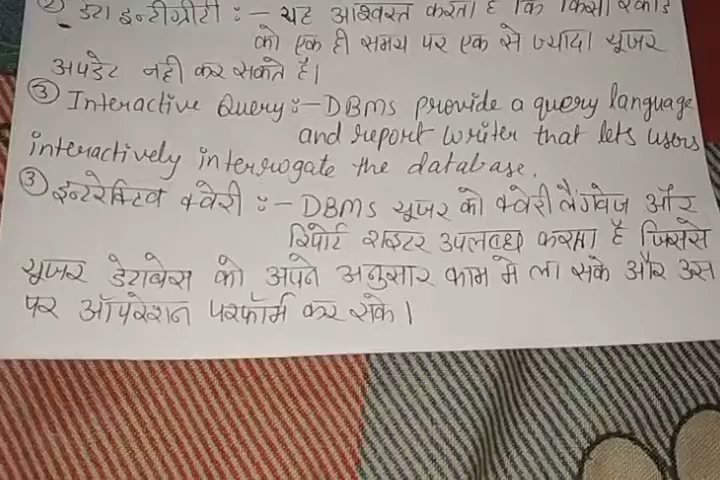 ② डेटा इन्टीग्रीटी :- यह आश्वस्त करता है कि किसी रेकार्ड
को एक ही समय पर एक से ज्यादा यूजर
अपडेट नही कर सकते है।
③ Interactive Query :- DBMS provide a query language
and report writer that lets users
interactively interrogate the database.
③ इन्टरेक्टिव क्वेरी :- DBMS यूजर को क्वेरी लैंग्वेज और
रिपोर्ट राइटर उपलब्ध करता है जिससे
यूजर डेटाबेस को अपने अनुसार काम मे ला सके और उस
पर ऑपरेशन परफॉर्म कर सके।